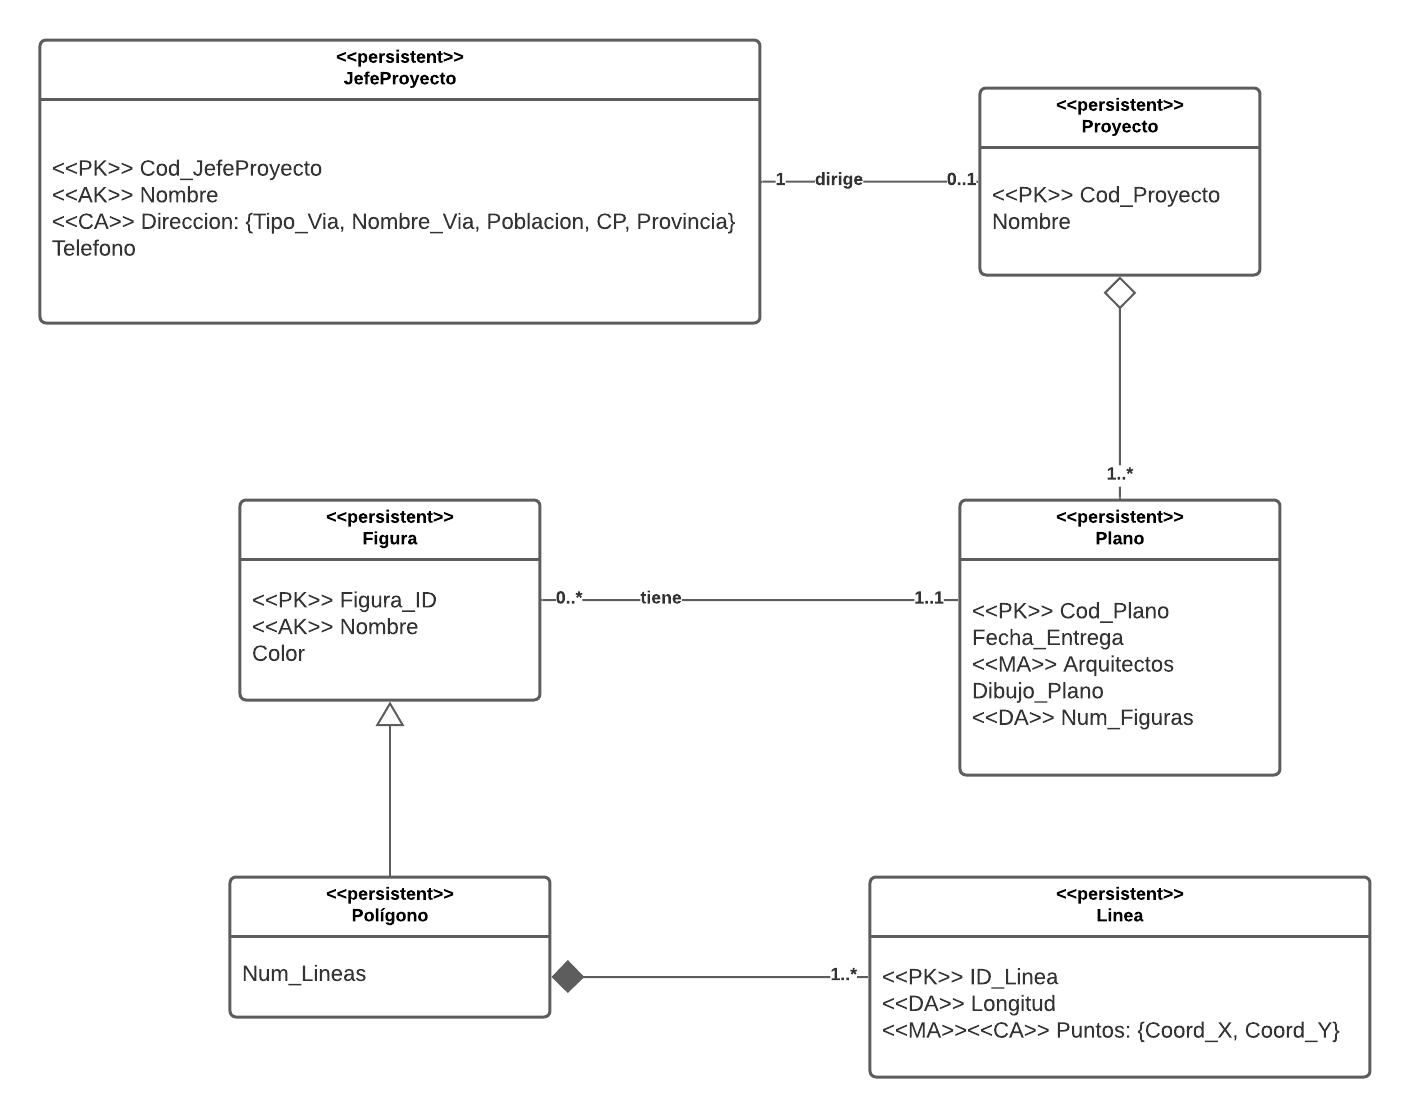 <<persistent>>
JefeProyecto
<<PK>> Cod_JefeProyecto
<<AK>> Nombre
<<CA>> Direccion: {Tipo_Via, Nombre_Via, Poblacion, CP, Provincia}
Telefono
1 dirige 0..1
<<persistent>>
Proyecto
<<PK>> Cod_Proyecto
Nombre
1..*
<<persistent>>
Figura
<<PK>> Figura_ID
<<AK>> Nombre
Color
0..* tiene 1..1
<<persistent>>
Plano
<<PK>> Cod_Plano
Fecha_Entrega
<<MA>> Arquitectos
Dibujo_Plano
<<DA>> Num_Figuras
<<persistent>>
Polígono
Num_Lineas
1..*
<<persistent>>
Linea
<<PK>> ID_Linea
<<DA>> Longitud
<<MA>><<CA>> Puntos: {Coord_X, Coord_Y}